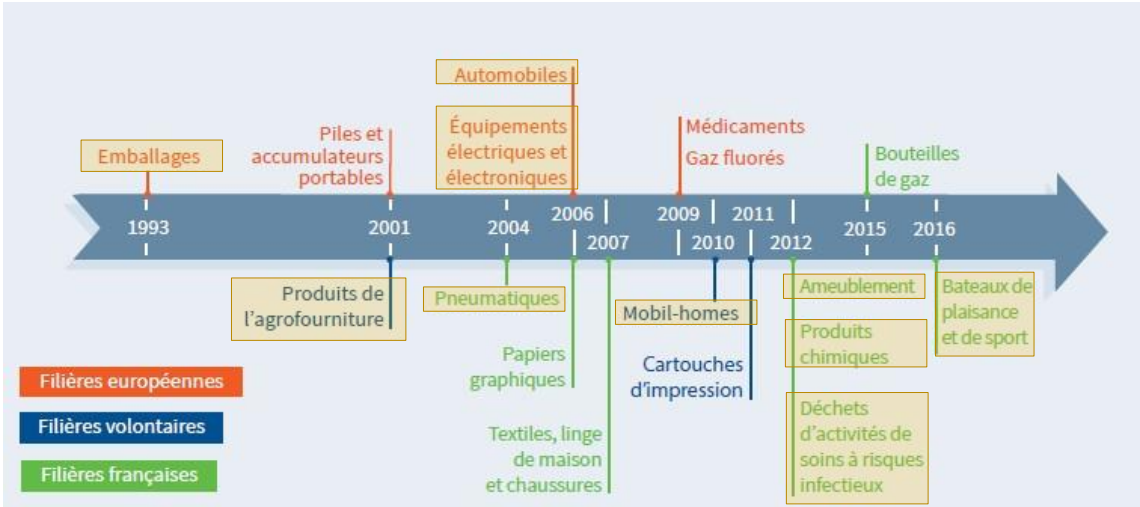 Automobiles
Équipements
électriques et
électroniques
Emballages
Piles et
accumulateurs
portables
Médicaments
Gaz fluorés
Bouteilles
de gaz
1993
2001
2004
2006
2007
2009
2010
2011
2012
2015
2016
Produits de
l'agrofourniture
Pneumatiques
Papiers
graphiques
Textiles, linge
de maison
et chaussures
Mobil-homes
Cartouches
d'impression
Ameublement
Produits
chimiques
Déchets
d'activités de
soins à risques
infectieux
Bateaux de
plaisance
et de sport
Filières européennes
Filières volontaires
Filières françaises